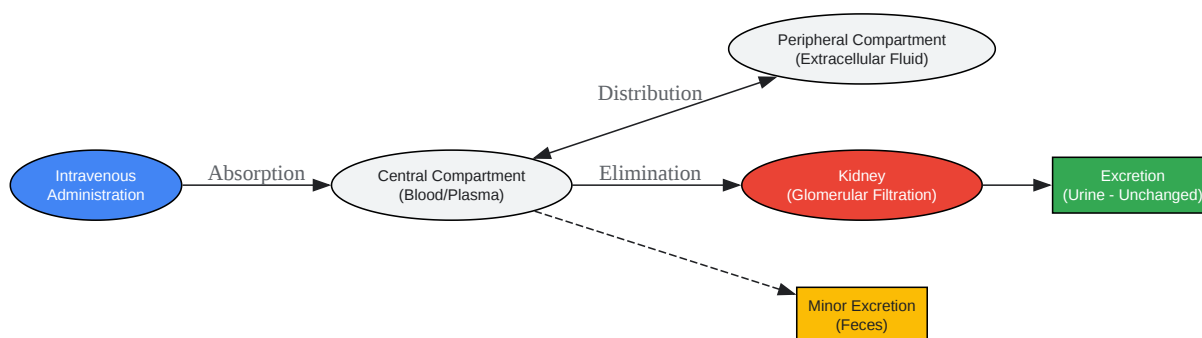 Peripheral Compartment
(Extracellular Fluid)
Distribution
Intravenous
Administration
Absorption
Central Compartment
(Blood/Plasma)
Elimination
Kidney
(Glomerular Filtration)
Excretion
(Urine - Unchanged)
Minor Excretion
(Feces)